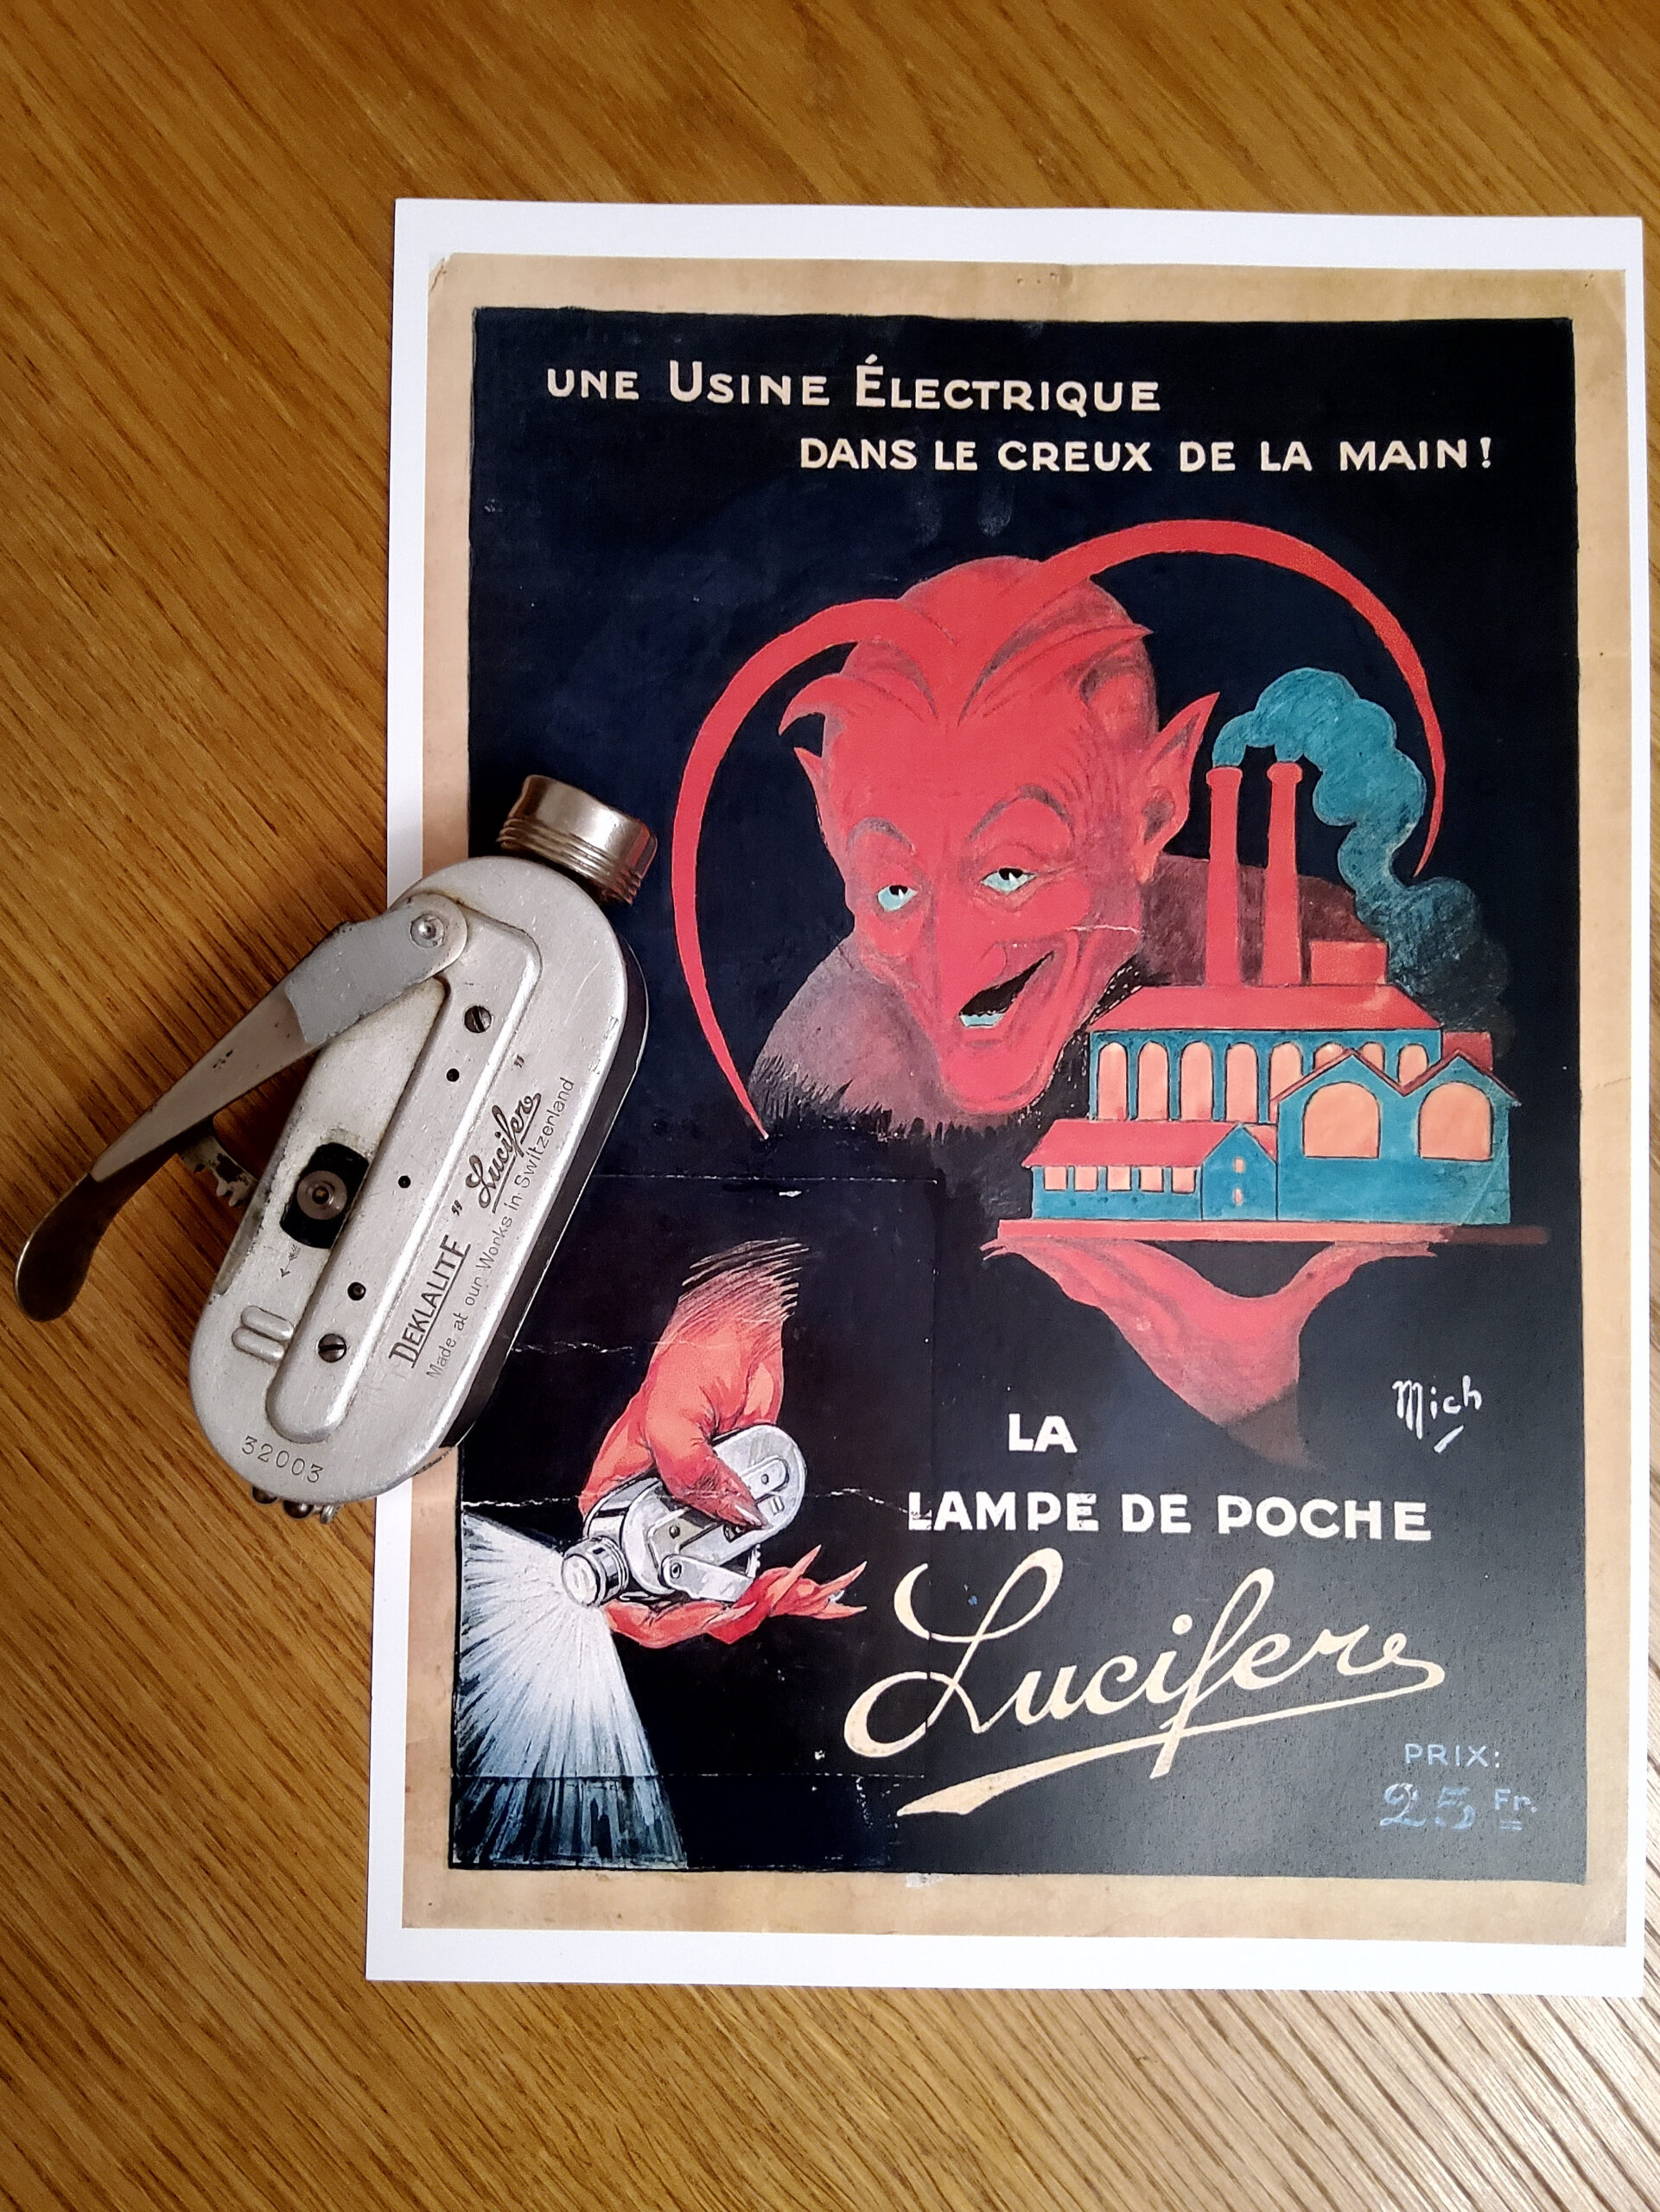 UNE USINE ÉLECTRIQUE
DANS LE CREUX DE LA MAIN!
Mich
LA
LAMPE DE POCHE
Lucifer
PRIX:
25 Fr.
DEKLALITE "Lucifer"
Made at our Works in Switzerland
32003